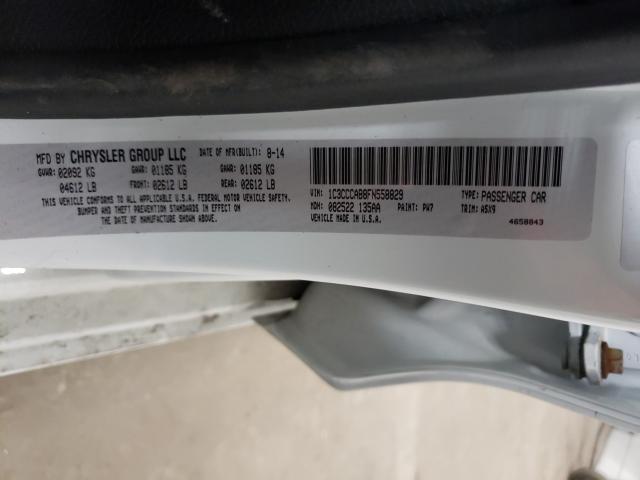 MFD BY CHRYSLER GROUP LLC DATE OF MFR(BUILT): 8-14
GVWR: 02092 KG GAWR: 01185 KG GAWR: 01185 KG
04612 LB FRONT: 02612 LB REAR: 02612 LB
THIS VEHICLE CONFORMS TO ALL APPLICABLE U.S.A. FEDERAL MOTOR VEHICLE SAFETY,
BUMPER AND THEFT PREVENTION STANDARDS IN EFFECT ON
THE DATE OF MANUFACTURE SHOWN ABOVE.
VIN: 1C3CCCAB8FN550829 TYPE: PASSENGER CAR
MDH: 082522 135AA PAINT: PW7 TRIM: A5X9
VEHICLE MADE IN U.S.A. 4658843